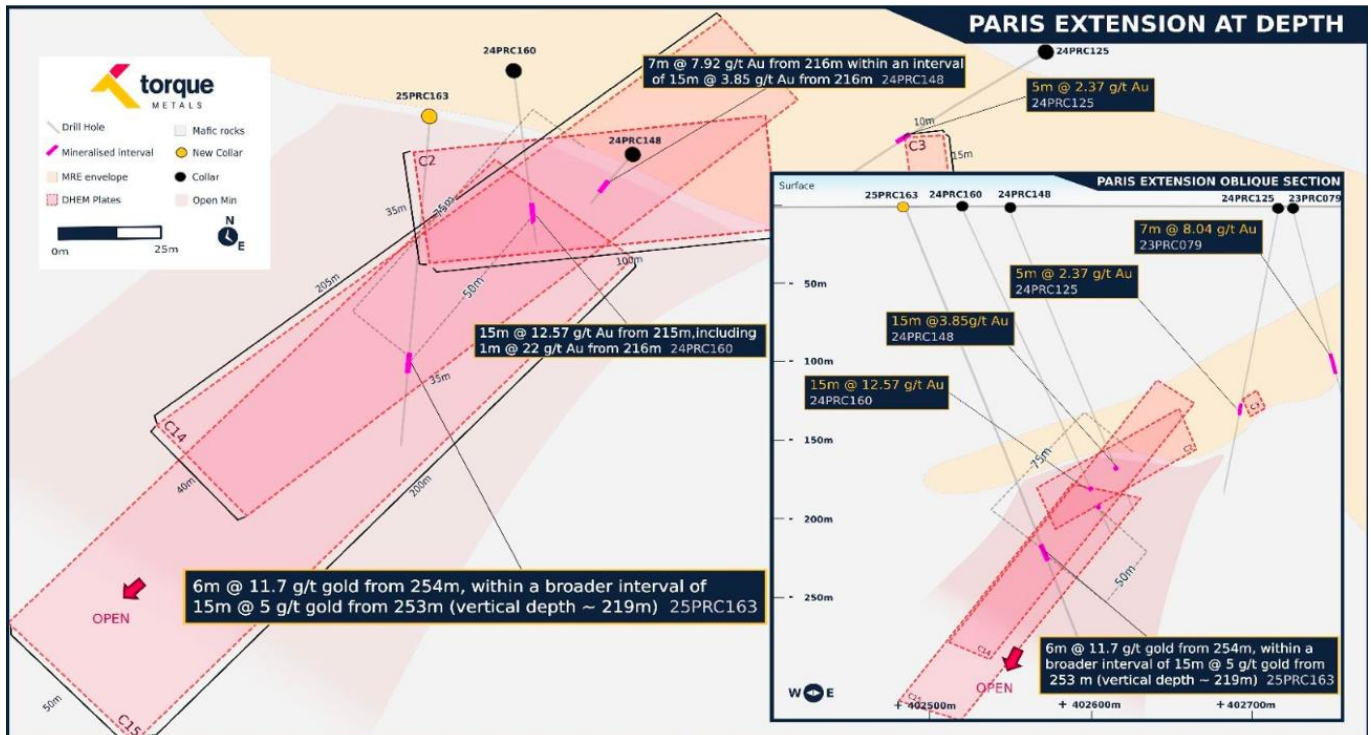 PARIS EXTENSION AT DEPTH
torque
METALS
Drill Hole
Mafic rocks
Mineralised interval
New Collar
MRE envelope
Collar
DHEM Plates
Open Min
0m
25m
N
E
24PRC160
25PRC163
24PRC148
24PRC125
7m @ 7.92 g/t Au from 216m within an interval
of 15m @ 3.85 g/t Au from 216m 24PRC148
5m @ 2.37 g/t Au
24PRC125
10m
C3
15m
C2
35m
75m
100m
50m
205m
15m @ 12.57 g/t Au from 215m,including
1m @ 22 g/t Au from 216m 24PRC160
35m
C14
40m
200m
6m @ 11.7 g/t gold from 254m, within a broader interval of
15m @ 5 g/t gold from 253m (vertical depth ~ 219m) 25PRC163
OPEN
50m
C15
PARIS EXTENSION OBLIQUE SECTION
Surface
25PRC163
24PRC160
24PRC148
24PRC125
23PRC079
7m @ 8.04 g/t Au
23PRC079
5m @ 2.37 g/t Au
24PRC125
15m @3.85g/t Au
24PRC148
15m @ 12.57 g/t Au
24PRC160
50m
100m
150m
200m
250m
75m
50m
C14
6m @ 11.7 g/t gold from 254m, within a
broader interval of 15m @ 5 g/t gold from
253 m (vertical depth ~ 219m) 25PRC163
OPEN
W E
+ 402500m
+ 402600m
+ 402700m